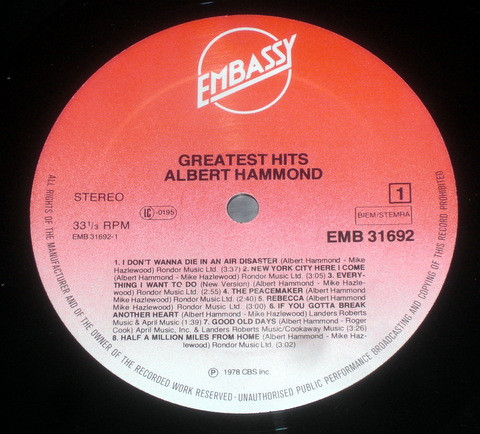 EMBASSY
GREATEST HITS
ALBERT HAMMOND
STEREO
LC-0195
1
33 1/3 RPM
BIEM/STEMRA
EMB 31692-1
EMB 31692
1. I DON'T WANNA DIE IN AN AIR DISASTER (Albert Hammond - Mike
Hazlewood) Rondor Music Ltd. (3:37) 2. NEW YORK CITY HERE I COME
(Albert Hammond - Mike Hazlewood) Rondor Music Ltd. (3:05) 3. EVERY-
THING I WANT TO DO (New Version) (Albert Hammond - Mike Hazlewood)
Rondor Music Ltd. (2:55) 4. THE PEACEMAKER (Albert Hammond Mike
Hazlewood) Rondor Music Ltd. (2:40) 5. REBECCA (Albert Hammond
Mike Hazlewood) Rondor Music Ltd. (3:00) 6. IF YOU GOTTA BREAK
ANOTHER HEART (Albert Hammond - Mike Hazlewood) Landers Roberts
Music & April Music (1:39) 7. GOOD OLD DAYS (Albert Hammond - Roger
Cook) April Music, Inc. & Landers Roberts Music/Cookaway Music (3:26)
8. HALF A MILLION MILES FROM HOME (Albert Hammond - Mike Haz-
lewood) Rondor Music Ltd. (3:02)
Ⓟ 1978 CBS Inc.
ALL RIGHTS OF THE MANUFACTURER AND OF THE OWNER OF THE RECORDED WORK RESERVED - UNAUTHORISED PUBLIC PERFORMANCE BROADCASTING AND COPYING OF THIS RECORD PROHIBITED